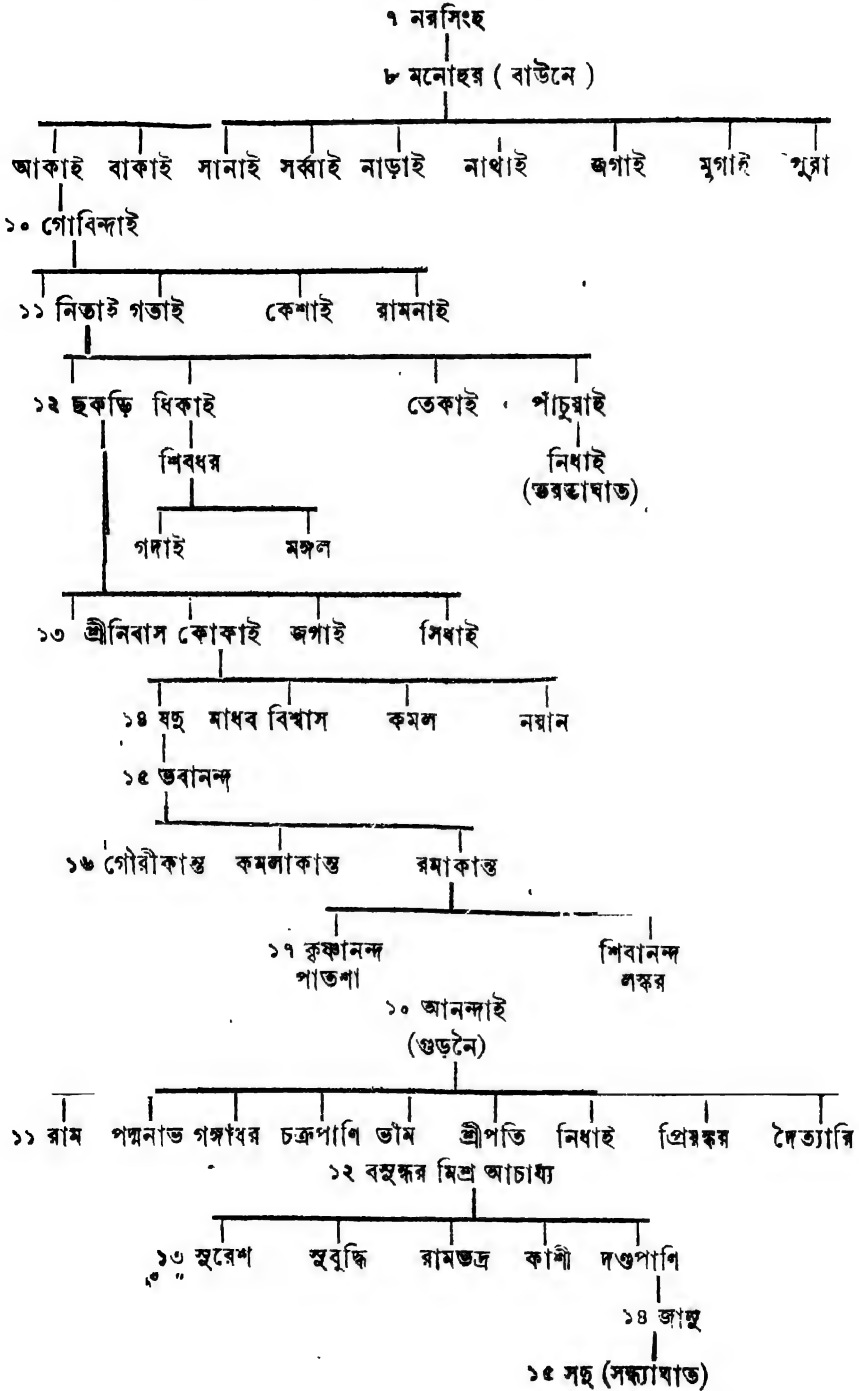 ৭ নরসিংহ
৮ মনোহর ( বাউনে )
আকাই বাকাই সানাই সর্ব্বাই নাড়াই নাথাই জগাই মুগাই পুরা
১০ গোবিন্দাই
১১ নিতাই গতাই কেশাই রামনাই
১২ ছকড়ি ধিকাই তেকাই পাঁচুয়াই
শিবধর নিধাই
(ভরতাঘাত)
গদাই মঙ্গল
১৩ শ্রীনিবাস কোকাই জগাই সিধাই
১৪ যদু মাধব বিশ্বাস কমল নয়ান
১৫ ভবানন্দ
১৬ গৌরীকান্ত কমলাকান্ত রমাকান্ত
১৭ কৃষ্ণানন্দ শিবানন্দ
পাতশা লস্কর
১০ আনন্দাই
(গুড়নৈ)
১১ রাম পদ্মনাভ গঙ্গাধর চক্রপাণি ভীম শ্রীপতি নিধাই প্রিয়ঙ্কর দৈত্যারি
১২ বসুন্ধর মিশ্র আচার্য্য
১৩ সুরেশ সুবুদ্ধি রামভদ্র কাশী দণ্ডপাণি
১৪ জানু
১৫ সদু (সন্ধ্যাঘাত)